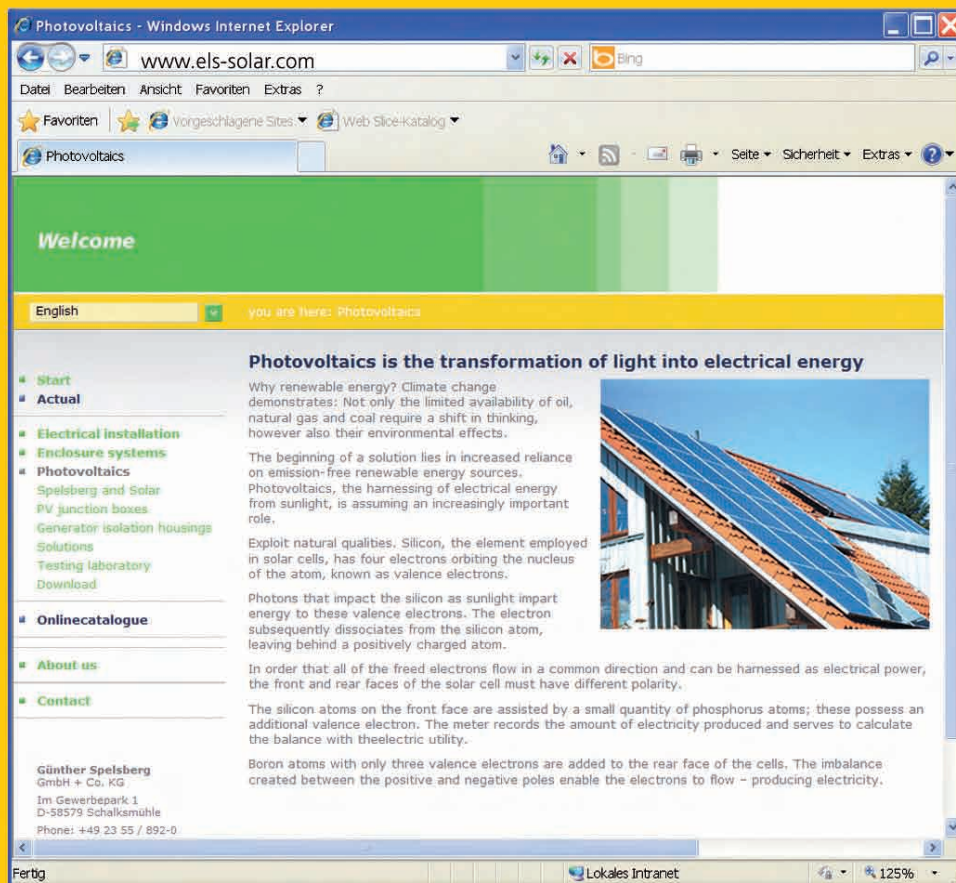 Photovoltaics - Windows Internet Explorer
www.els-solar.com
Bing
Datei Bearbeiten Ansicht Favoriten Extras ?
Favoriten Vorgeschlagene Sites Web Slice-Katalog
Photovoltaics Seite Sicherheit Extras
Welcome
English
you are here: Photovoltaics
Start
Actual
Electrical installation
Enclosure systems
Photovoltaics
Spelsberg and Solar
PV junction boxes
Generator isolation housings
Solutions
Testing laboratory
Download
Onlinecatalogue
About us
Contact
Günther Spelsberg
GmbH + Co. KG
Im Gewerbepark 1
D-58579 Schalksmühle
Phone: +49 23 55 / 892-0
Photovoltaics is the transformation of light into electrical energy
Why renewable energy? Climate change
demonstrates: Not only the limited availability of oil,
natural gas and coal require a shift in thinking,
however also their environmental effects.
The beginning of a solution lies in increased reliance
on emission-free renewable energy sources.
Photovoltaics, the harnessing of electrical energy
from sunlight, is assuming an increasingly important
role.
Exploit natural qualities. Silicon, the element employed
in solar cells, has four electrons orbiting the nucleus
of the atom, known as valence electrons.
Photons that impact the silicon as sunlight impart
energy to these valence electrons. The electron
subsequently dissociates from the silicon atom,
leaving behind a positively charged atom.
In order that all of the freed electrons flow in a common direction and can be harnessed as electrical power,
the front and rear faces of the solar cell must have different polarity.
The silicon atoms on the front face are assisted by a small quantity of phosphorus atoms; these possess an
additional valence electron. The meter records the amount of electricity produced and serves to calculate
the balance with theelectric utility.
Boron atoms with only three valence electrons are added to the rear face of the cells. The imbalance
created between the positive and negative poles enable the electrons to flow – producing electricity.
Fertig Lokales Intranet 125%